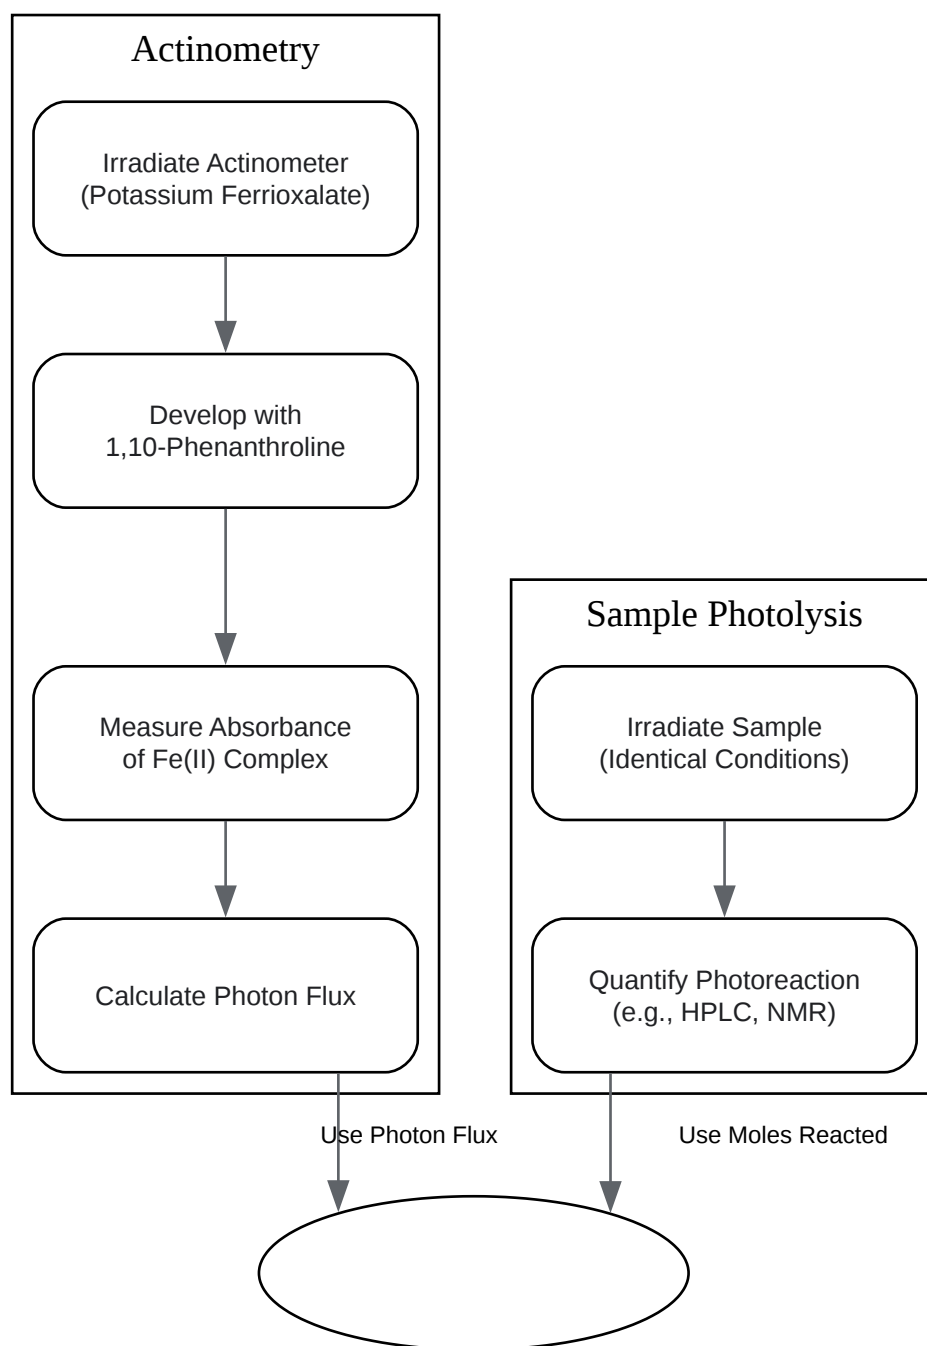 Actinometry
Irradiate Actinometer
(Potassium Ferrioxalate)
Develop with
1,10-Phenanthroline
Measure Absorbance
of Fe(II) Complex
Calculate Photon Flux
Sample Photolysis
Irradiate Sample
(Identical Conditions)
Quantify Photoreaction
(e.g., HPLC, NMR)
Use Photon Flux
Use Moles Reacted